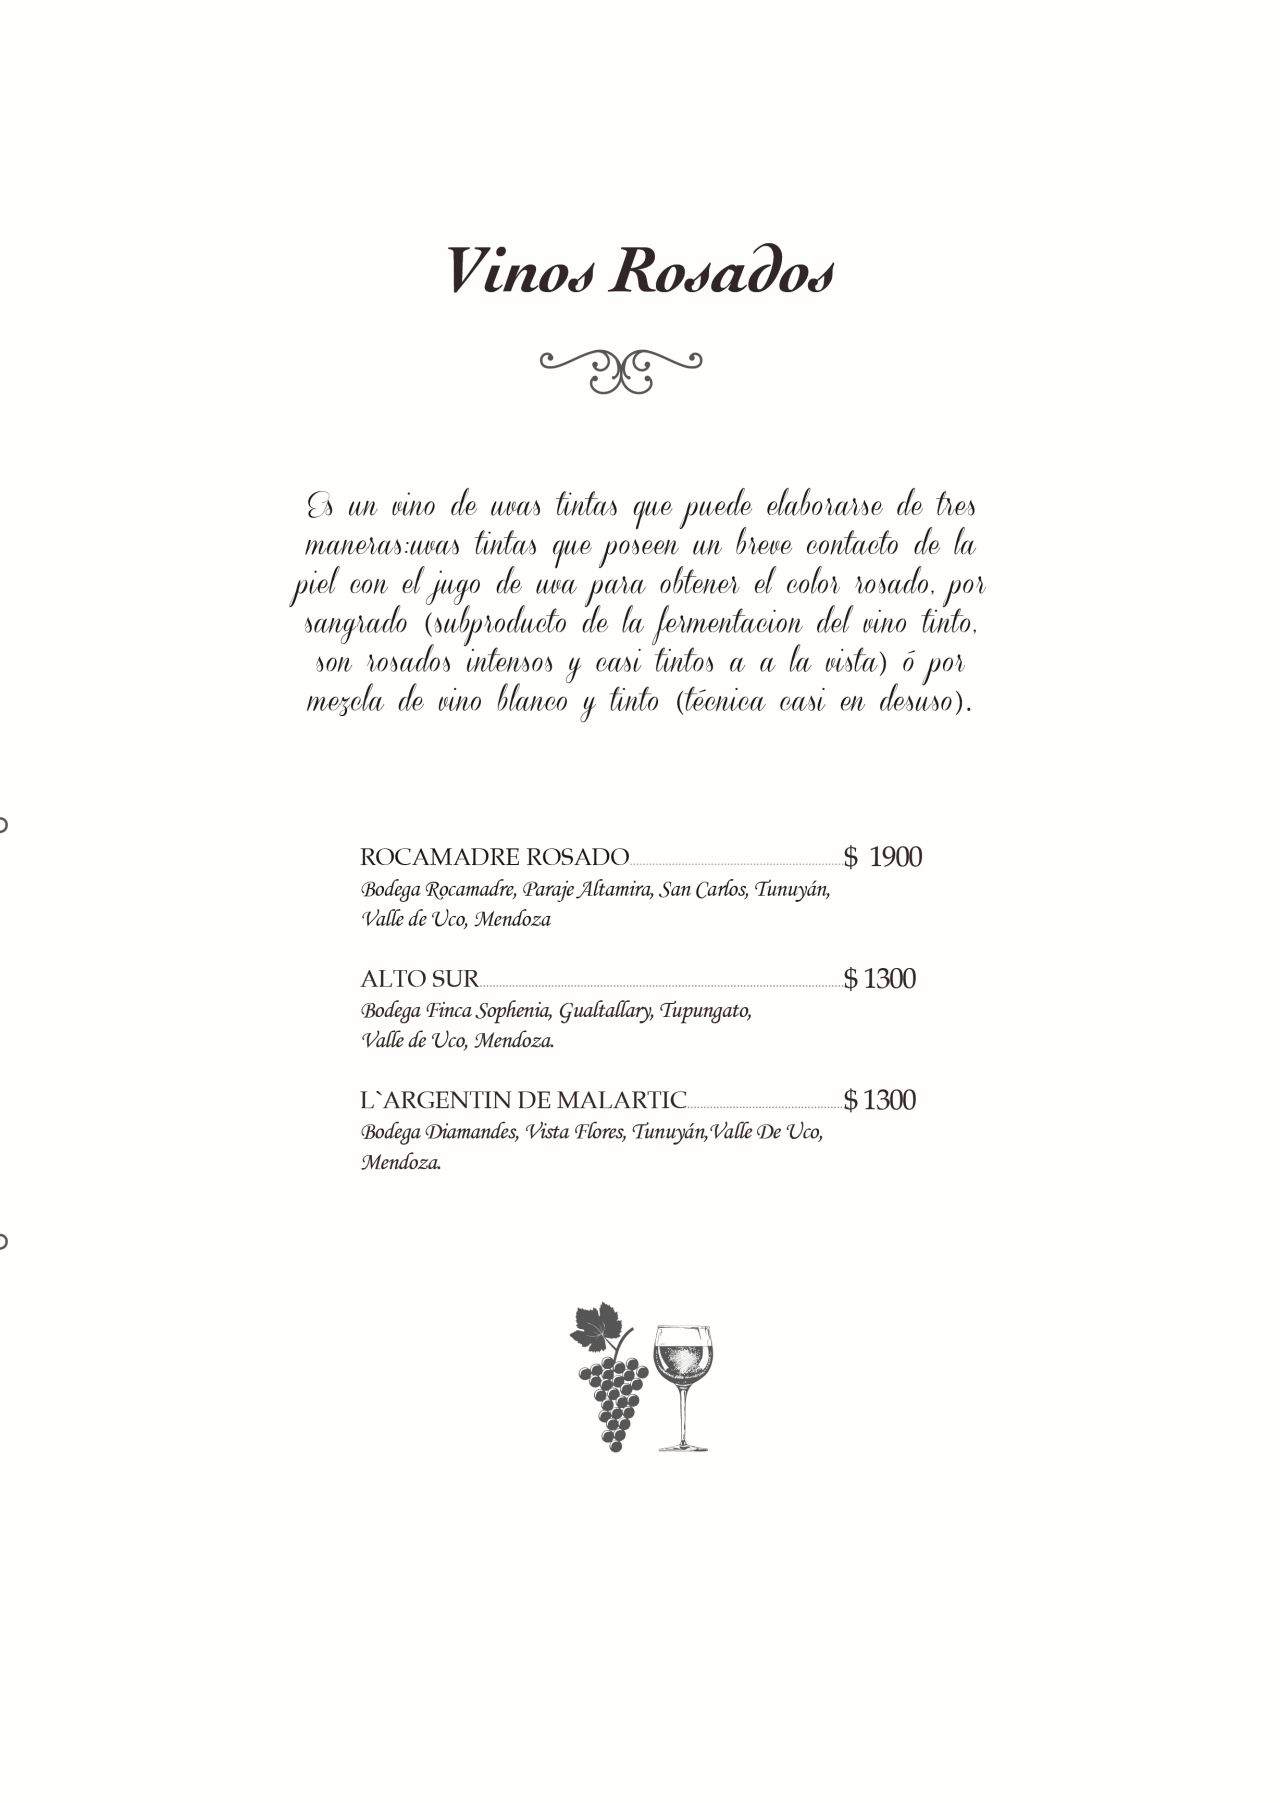 Vinos Rosados
Es un vino de uvas tintas que puede elaborarse de tres
maneras:uvas tintas que poseen un breve contacto de la
piel con el jugo de uva para obtener el color rosado, por
sangrado (subproducto de la fermentacion del vino tinto,
son rosados intensos y casi tintos a a la vista) ó por
mezcla de vino blanco y tinto (técnica casi en desuso).
ROCAMADRE ROSADO $ 1900
Bodega Rocamadre, Paraje Altamira, San Carlos, Tunuyán,
Valle de Uco, Mendoza
ALTO SUR $ 1300
Bodega Finca Sophenia, Gualtallary, Tupungato,
Valle de Uco, Mendoza.
L`ARGENTIN DE MALARTIC $ 1300
Bodega Diamandes, Vista Flores, Tunuyán,Valle De Uco,
Mendoza.